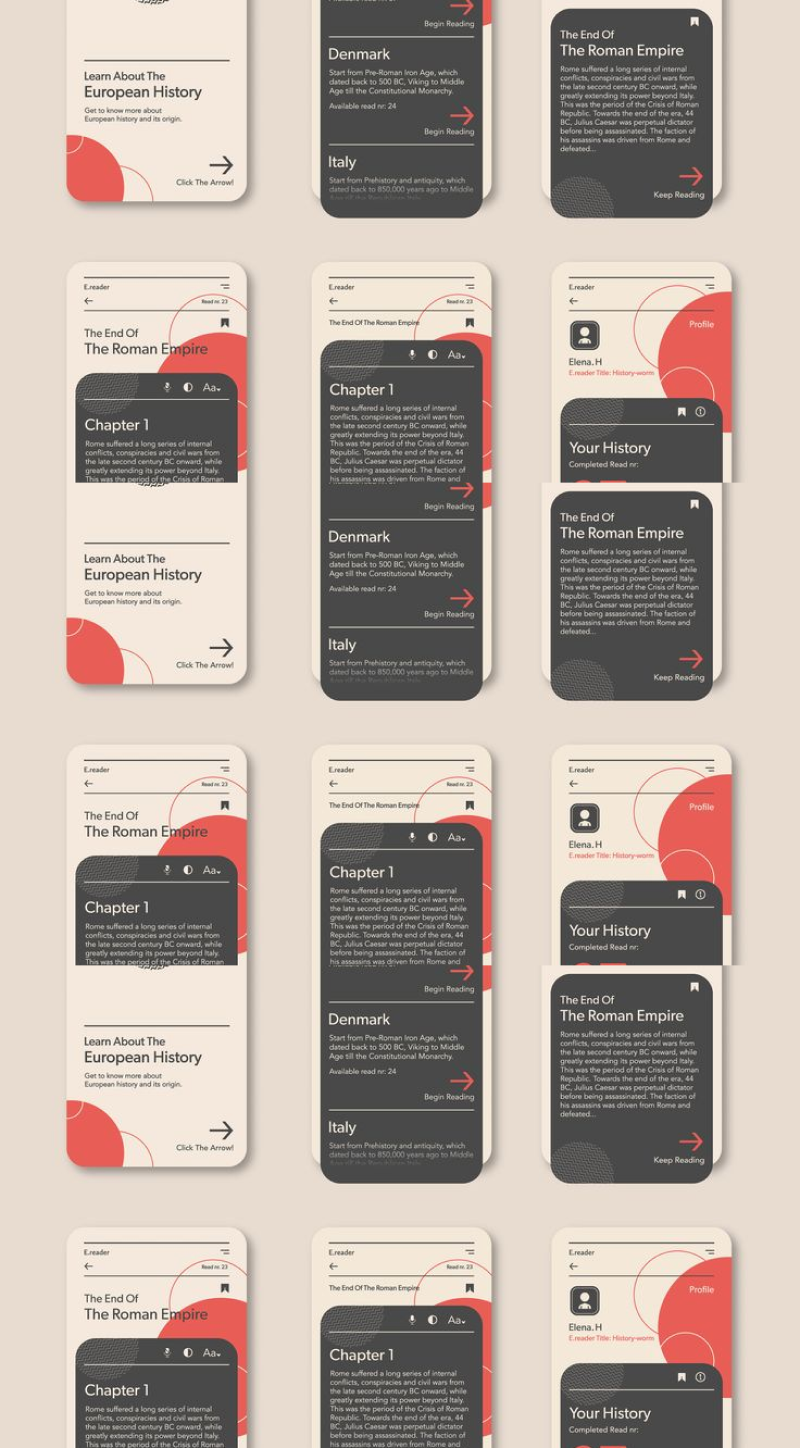 Begin Reading
Learn About The
European History
Get to know more about
European history and its origin.
Click The Arrow!
Denmark
Start from Pre-Roman Iron Age, which
dated back to 500 BC, Viking to Middle
Age till the Constitutional Monarchy.
Available read nr: 24
Begin Reading
Italy
Start from Prehistory and antiquity, which
dated back to 850,000 years ago to Middle
The End Of
The Roman Empire
Rome suffered a long series of internal
conflicts, conspiracies and civil wars from
the late second century BC onward, while
greatly extending its power beyond Italy.
This was the period of the Crisis of Roman
Republic. Towards the end of the era, 44
BC, Julius Caesar was perpetual dictator
before being assassinated. The faction of
his assassins was driven from Rome and
defeated...
Keep Reading
E.reader
Read nr. 23
The End Of
The Roman Empire
Aa
Chapter 1
Rome suffered a long series of internal
conflicts, conspiracies and civil wars from
the late second century BC onward, while
greatly extending its power beyond Italy.
This was the period of the Crisis of Roman
E.reader
Read nr. 23
The End Of The Roman Empire
Aa
Chapter 1
Rome suffered a long series of internal
conflicts, conspiracies and civil wars from
the late second century BC onward, while
greatly extending its power beyond Italy.
This was the period of the Crisis of Roman
Republic. Towards the end of the era, 44
BC, Julius Caesar was perpetual dictator
before being assassinated. The faction of
his assassins was driven from Rome and
E.reader
Profile
Elena. H
E.reader Title: History-worm
Your History
Completed Read nr:
Learn About The
European History
Get to know more about
European history and its origin.
Click The Arrow!
Begin Reading
Denmark
Start from Pre-Roman Iron Age, which
dated back to 500 BC, Viking to Middle
Age till the Constitutional Monarchy.
Available read nr: 24
Begin Reading
Italy
Start from Prehistory and antiquity, which
dated back to 850,000 years ago to Middle
The End Of
The Roman Empire
Rome suffered a long series of internal
conflicts, conspiracies and civil wars from
the late second century BC onward, while
greatly extending its power beyond Italy.
This was the period of the Crisis of Roman
Republic. Towards the end of the era, 44
BC, Julius Caesar was perpetual dictator
before being assassinated. The faction of
his assassins was driven from Rome and
defeated...
Keep Reading
E.reader
Read nr. 23
The End Of
The Roman Empire
Aa
Chapter 1
Rome suffered a long series of internal
conflicts, conspiracies and civil wars from
the late second century BC onward, while
greatly extending its power beyond Italy.
This was the period of the Crisis of Roman
E.reader
Read nr. 23
The End Of The Roman Empire
Aa
Chapter 1
Rome suffered a long series of internal
conflicts, conspiracies and civil wars from
the late second century BC onward, while
greatly extending its power beyond Italy.
This was the period of the Crisis of Roman
Republic. Towards the end of the era, 44
BC, Julius Caesar was perpetual dictator
before being assassinated. The faction of
his assassins was driven from Rome and
E.reader
Profile
Elena. H
E.reader Title: History-worm
Your History
Completed Read nr:
Learn About The
European History
Get to know more about
European history and its origin.
Click The Arrow!
Begin Reading
Denmark
Start from Pre-Roman Iron Age, which
dated back to 500 BC, Viking to Middle
Age till the Constitutional Monarchy.
Available read nr: 24
Begin Reading
Italy
Start from Prehistory and antiquity, which
dated back to 850,000 years ago to Middle
The End Of
The Roman Empire
Rome suffered a long series of internal
conflicts, conspiracies and civil wars from
the late second century BC onward, while
greatly extending its power beyond Italy.
This was the period of the Crisis of Roman
Republic. Towards the end of the era, 44
BC, Julius Caesar was perpetual dictator
before being assassinated. The faction of
his assassins was driven from Rome and
defeated...
Keep Reading
E.reader
Read nr. 23
The End Of
The Roman Empire
Aa
Chapter 1
Rome suffered a long series of internal
conflicts, conspiracies and civil wars from
the late second century BC onward, while
greatly extending its power beyond Italy.
E.reader
Read nr. 23
The End Of The Roman Empire
Aa
Chapter 1
Rome suffered a long series of internal
conflicts, conspiracies and civil wars from
the late second century BC onward, while
greatly extending its power beyond Italy.
This was the period of the Crisis of Roman
Republic. Towards the end of the era, 44
BC, Julius Caesar was perpetual dictator
before being assassinated. The faction of
his assassins was driven from Rome and
E.reader
Profile
Elena. H
E.reader Title: History-worm
Your History
Completed Read nr: